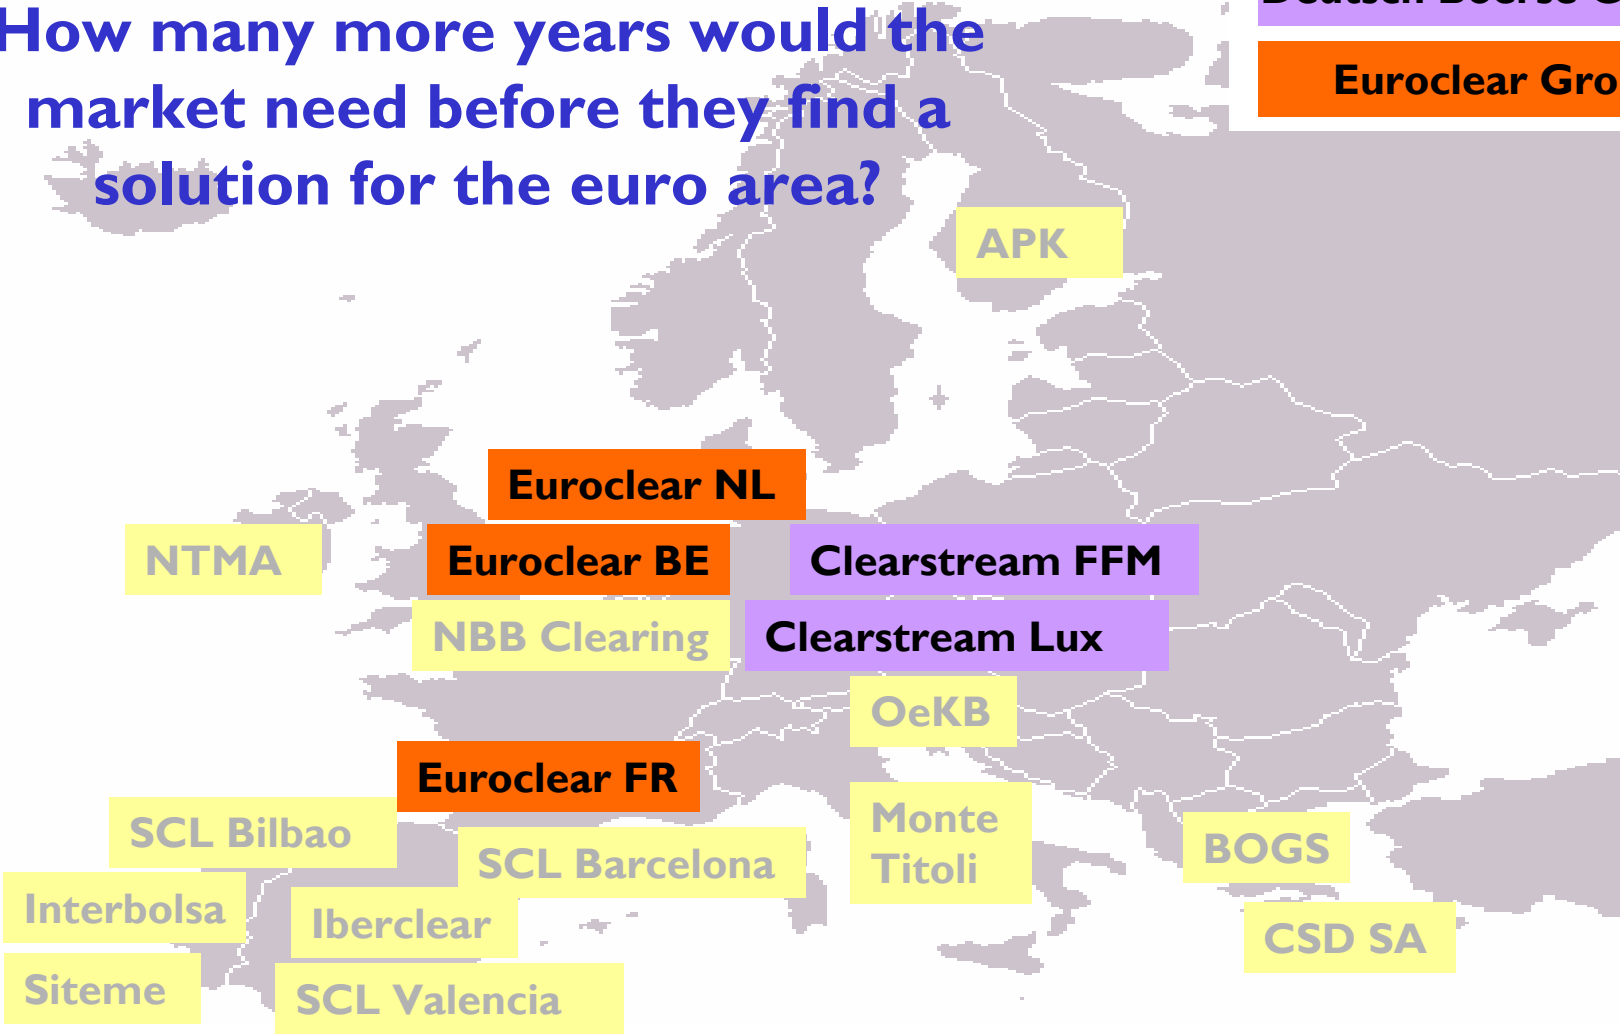 How many more years would the
market need before they find a
solution for the euro area?
Deutsch Boerse G
Euroclear Gro
APK
Euroclear NL
NTMA
Euroclear BE
Clearstream FFM
NBB Clearing
Clearstream Lux
OeKB
Euroclear FR
SCL Bilbao
SCL Barcelona
Monte
Titoli
BOGS
Interbolsa
Iberclear
CSD SA
Siteme
SCL Valencia